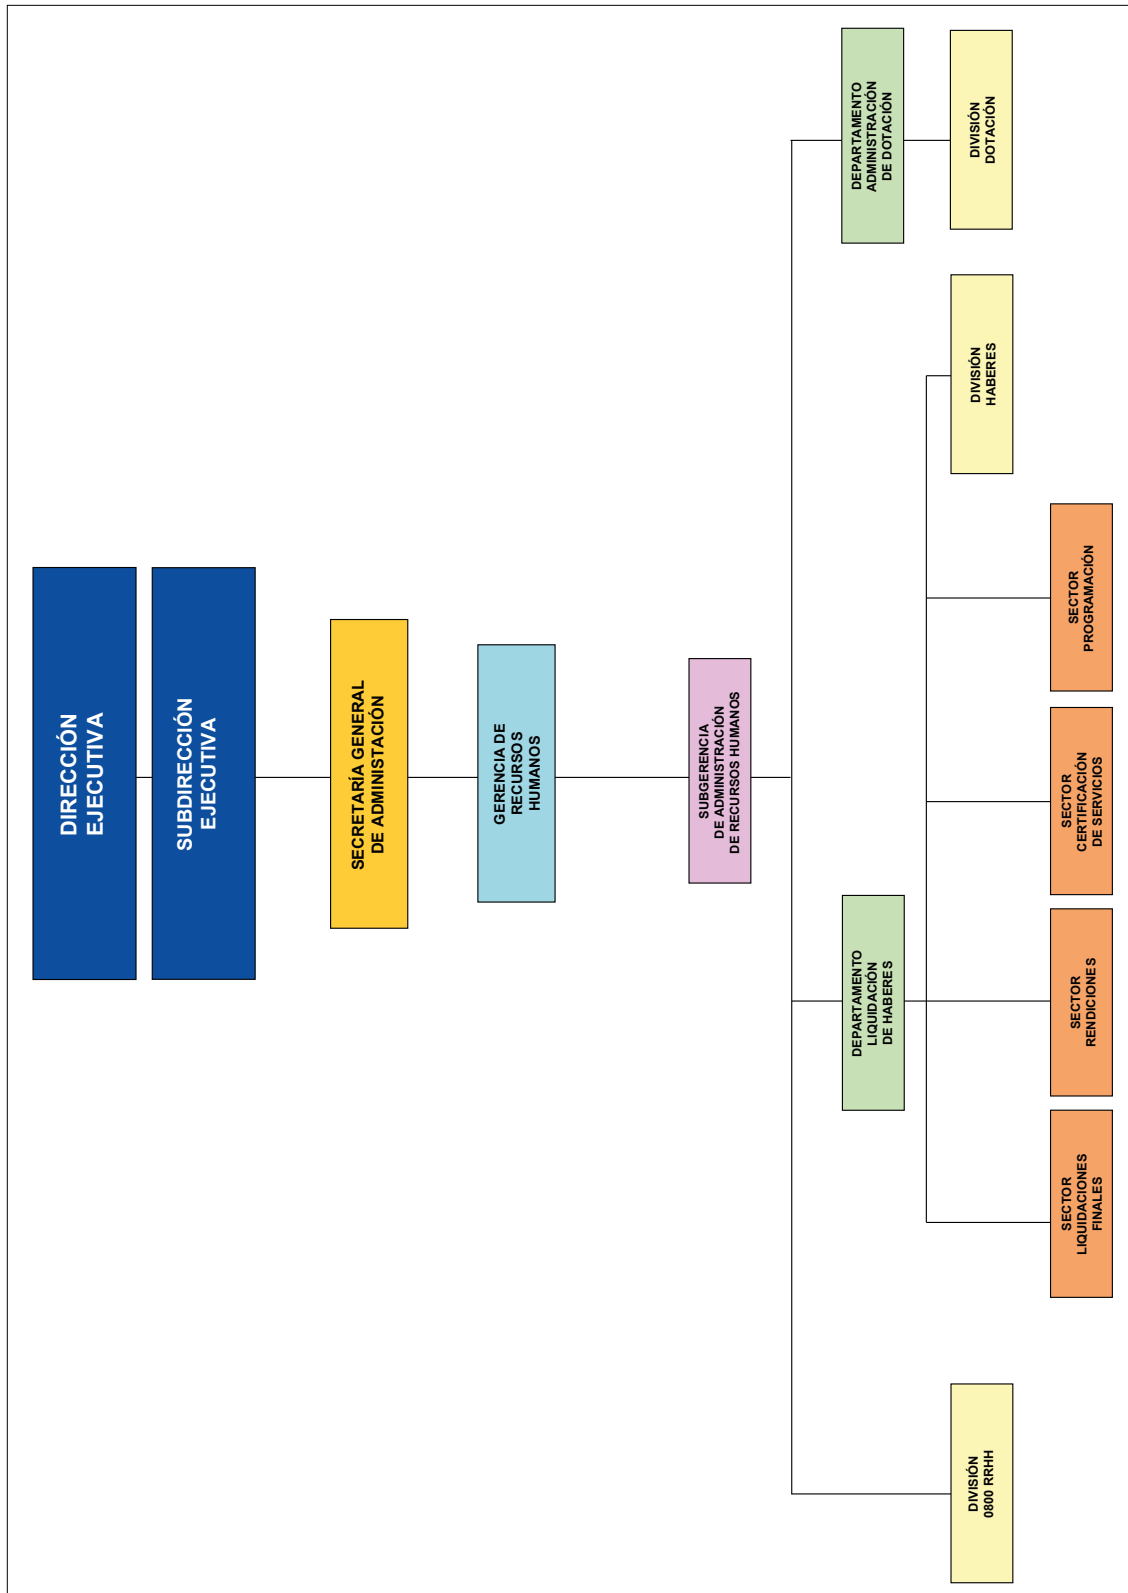 DIRECCIÓN
EJECUTIVA
SUBDIRECCIÓN
EJECUTIVA
SECRETARÍA GENERAL
DE ADMINISTACIÓN
GERENCIA DE
RECURSOS
HUMANOS
SUBGERENCIA
DE ADMINISTRACIÓN
DE RECURSOS HUMANOS
DEPARTAMENTO
LIQUIDACIÓN
DE HABERES
DEPARTAMENTO
ADMINISTRACIÓN
DE DOTACIÓN
DIVISIÓN
0800 RRHH
DIVISIÓN
HABERES
DIVISIÓN
DOTACIÓN
SECTOR
LIQUIDACIONES
FINALES
SECTOR
RENDICIONES
SECTOR
CERTIFICACIÓN
DE SERVICIOS
SECTOR
PROGRAMACIÓN